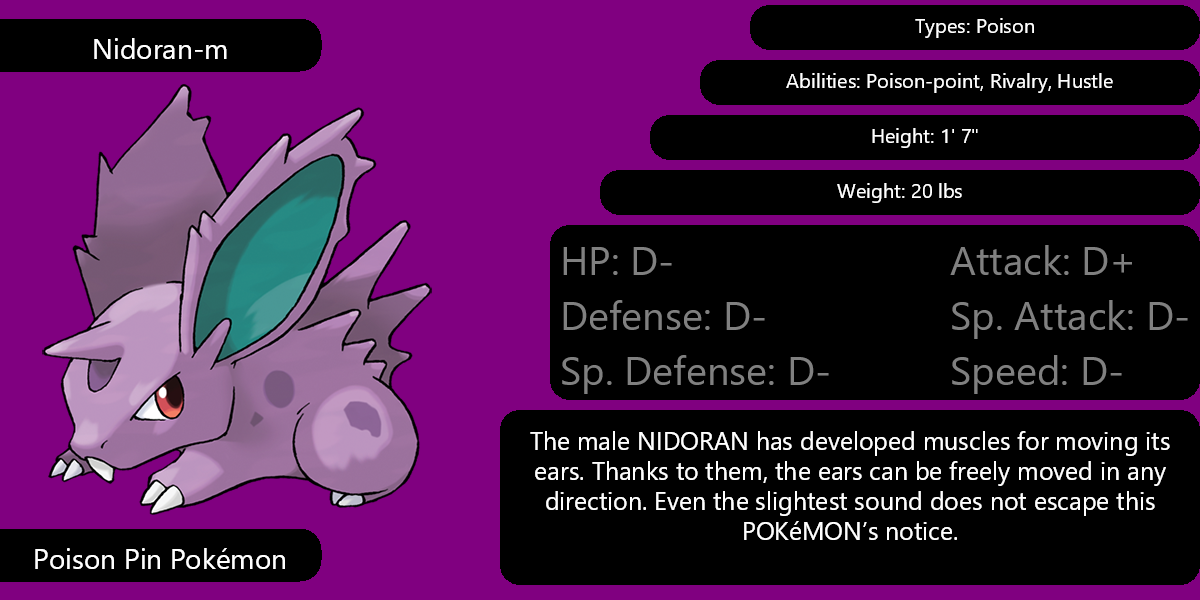 Nidoran-m
Types: Poison
Abilities: Poison-point, Rivalry, Hustle
Height: 1' 7"
Weight: 20 lbs
HP: D-
Attack: D+
Defense: D-
Sp. Attack: D-
Sp. Defense: D-
Speed: D-
The male NIDORAN has developed muscles for moving its
ears. Thanks to them, the ears can be freely moved in any
direction. Even the slightest sound does not escape this
POKéMON’s notice.
Poison Pin Pokémon